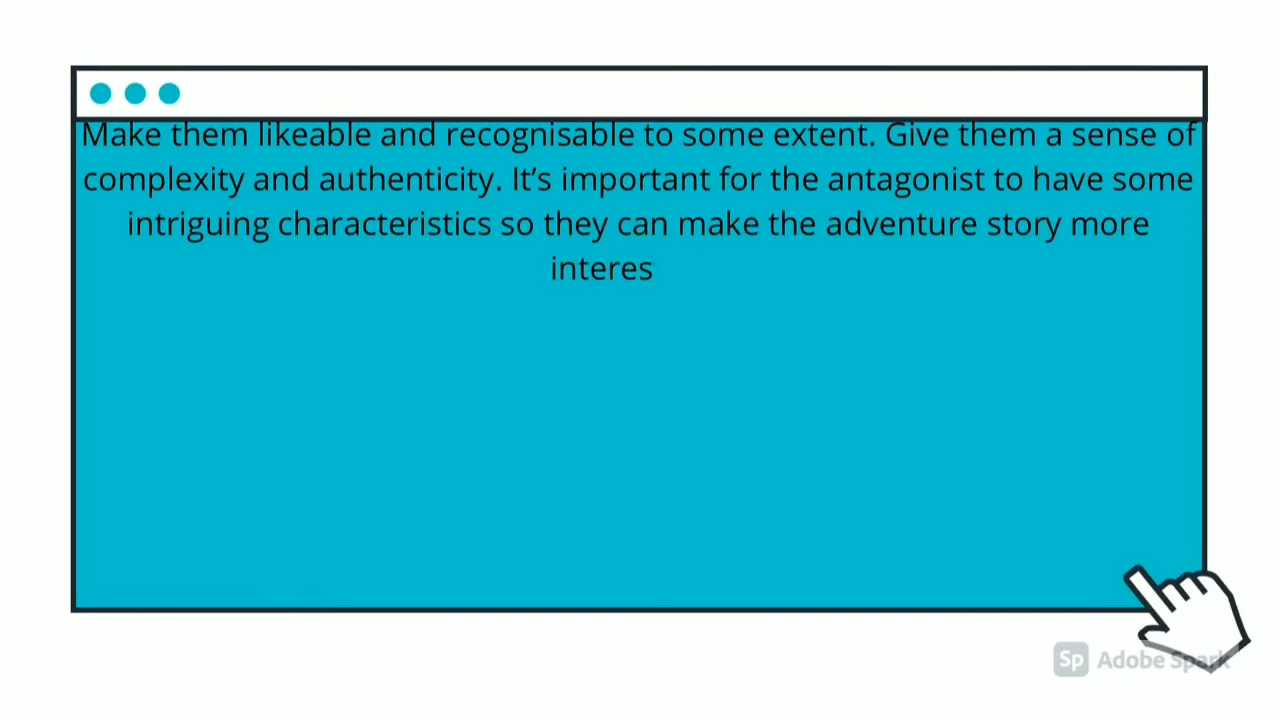 Make them likeable and recognisable to some extent. Give them a sense of
complexity and authenticity. It’s important for the antagonist to have some
intriguing characteristics so they can make the adventure story more
interes
Sp Adobe Spark